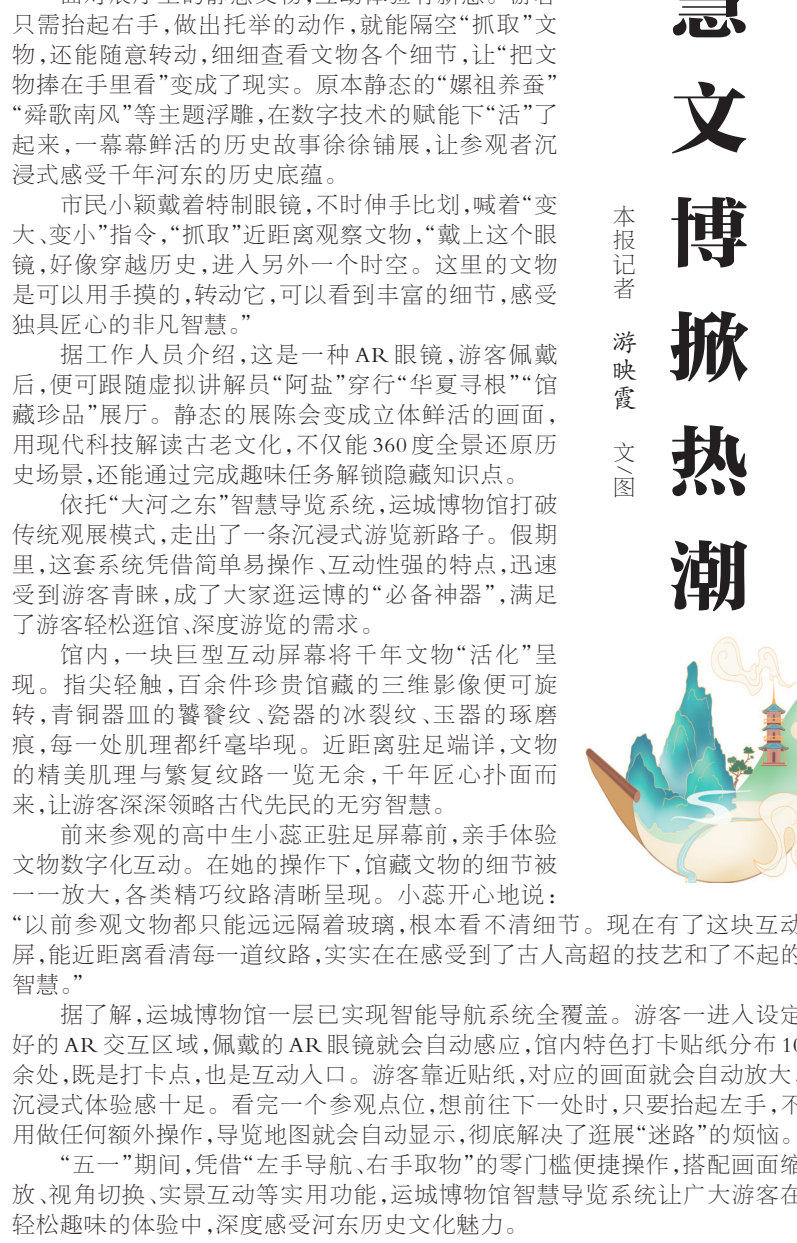 慧文博掀热潮
本报记者 游映霞 文/图
只需抬起右手,做出托举的动作,就能隔空“抓取”文
物,还能随意转动,细细查看文物各个细节,让“把文
物捧在手里看”变成了现实。原本静态的“嫘祖养蚕”
“舜歌南风”等主题浮雕,在数字技术的赋能下“活”了
起来,一幕幕鲜活的历史故事徐徐铺展,让参观者沉
浸式感受千年河东的历史底蕴。
市民小颖戴着特制眼镜,不时伸手比划,喊着“变
大、变小”指令,“抓取”近距离观察文物,“戴上这个眼
镜,好像穿越历史,进入另外一个时空。这里的文物
是可以用手摸的,转动它,可以看到丰富的细节,感受
独具匠心的非凡智慧。”
据工作人员介绍,这是一种 AR 眼镜,游客佩戴
后,便可跟随虚拟讲解员“阿盐”穿行“华夏寻根”“馆
藏珍品”展厅。静态的展陈会变成立体鲜活的画面,
用现代科技解读古老文化,不仅能 360 度全景还原历
史场景,还能通过完成趣味任务解锁隐藏知识点。
依托“大河之东”智慧导览系统,运城博物馆打破
传统观展模式,走出了一条沉浸式游览新路子。假期
里,这套系统凭借简单易操作、互动性强的特点,迅速
受到游客青睐,成了大家逛运博的“必备神器”,满足
了游客轻松逛馆、深度游览的需求。
馆内,一块巨型互动屏幕将千年文物“活化”呈
现。指尖轻触,百余件珍贵馆藏的三维影像便可旋
转,青铜器皿的饕餮纹、瓷器的冰裂纹、玉器的琢磨
痕,每一处肌理都纤毫毕现。近距离驻足端详,文物
的精美肌理与繁复纹路一览无余,千年匠心扑面而
来,让游客深深领略古代先民的无穷智慧。
前来参观的高中生小蕊正驻足屏幕前,亲手体验
文物数字化互动。在她的操作下,馆藏文物的细节被
一一放大,各类精巧纹路清晰呈现。小蕊开心地说:
“以前参观文物都只能远远隔着玻璃,根本看不清细节。现在有了这块互动
屏,能近距离看清每一道纹路,实实在在感受到了古人高超的技艺和了不起的
智慧。”
据了解,运城博物馆一层已实现智能导航系统全覆盖。游客一进入设定
好的 AR 交互区域,佩戴的 AR 眼镜就会自动感应,馆内特色打卡贴纸分布 10
余处,既是打卡点,也是互动入口。游客靠近贴纸,对应的画面就会自动放大,
沉浸式体验感十足。看完一个参观点位,想前往下一处时,只要抬起左手,不
用做任何额外操作,导览地图就会自动显示,彻底解决了逛展“迷路”的烦恼。
“五一”期间,凭借“左手导航、右手取物”的零门槛便捷操作,搭配画面缩
放、视角切换、实景互动等实用功能,运城博物馆智慧导览系统让广大游客在
轻松趣味的体验中,深度感受河东历史文化魅力。